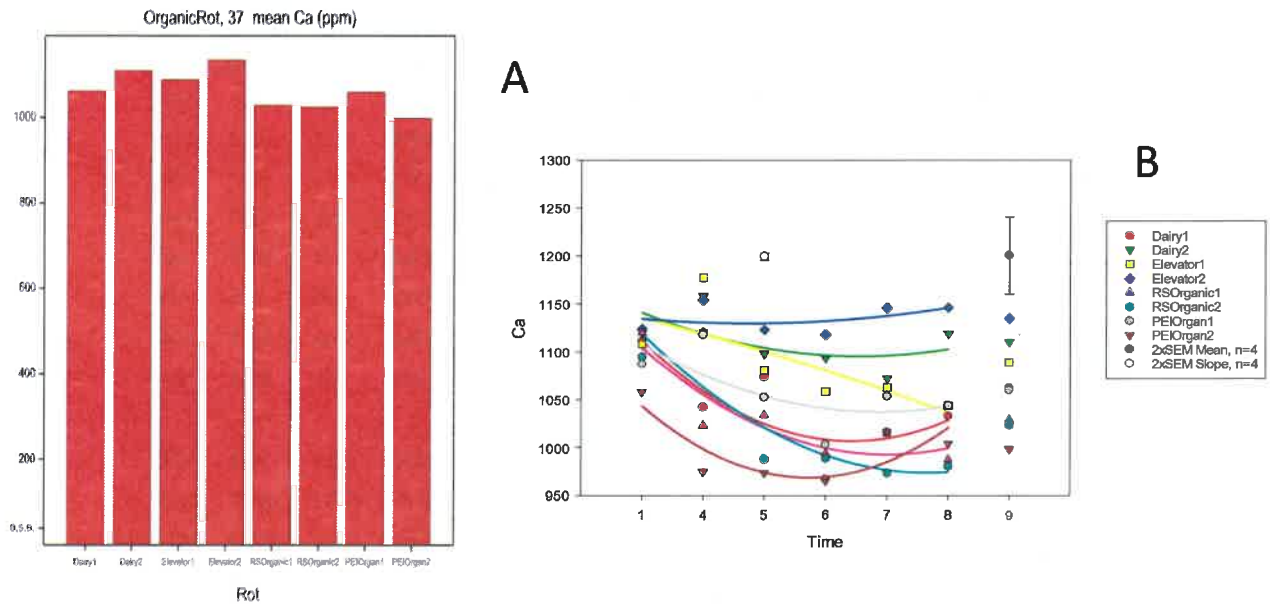 OrganicRot, 37 mean Ca (ppm)
1000
800
600
400
200
Dairy1 Dairy2 Elevator1 Elevator2 RSOrganic1 RSOrganic2 PEIOrgan1 PEIOrgan2
Rot
A
B
1300
1250
1200
1150
1100
1050
1000
950
Ca
1 4 5 6 7 8 9
Time
Dairy1
Dairy2
Elevator1
Elevator2
RSOrganic1
RSOrganic2
PEIOrgan1
PEIOrgan2
2xSEM Mean, n=4
2xSEM Slope, n=4